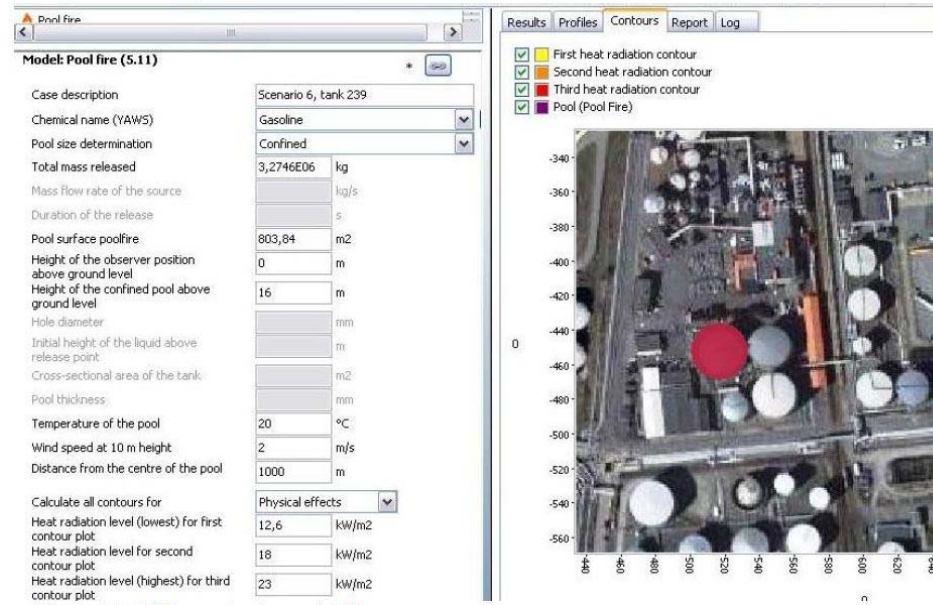 Pool fire
Model: Pool fire (5.11)
*
Case description
Scenario 6, tank 239
Chemical name (YAWS)
Gasoline
Pool size determination
Confined
Total mass released
3,2746E06 kg
Mass flow rate of the source
kg/s
Duration of the release
s
Pool surface poolfire
803,84 m2
Height of the observer position
above ground level
0 m
Height of the confined pool above
ground level
16 m
Hole diameter
mm
Initial height of the liquid above
release point
m
Cross-sectional area of the tank
m2
Pool thickness
mm
Temperature of the pool
20 °C
Wind speed at 10 m height
2 m/s
Distance from the centre of the pool
1000 m
Calculate all contours for
Physical effects
Heat radiation level (lowest) for first
contour plot
12,6 kW/m2
Heat radiation level for second
contour plot
18 kW/m2
Heat radiation level (highest) for third
contour plot
23 kW/m2
Results Profiles Contours Report Log
First heat radiation contour
Second heat radiation contour
Third heat radiation contour
Pool (Pool Fire)
-340
-360
-380
-400
-420
-440
0
-460
-480
-500
-520
-540
-560
-440 -460 -480 -500 -520 -540 -560 -580 -600 -620 -640
0